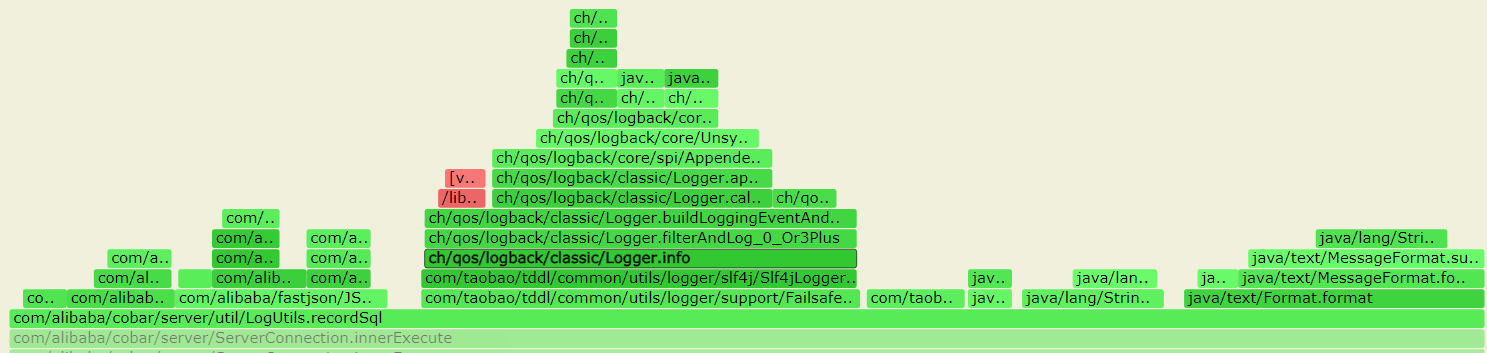 ch/..
ch/..
ch/..
ch/q.. jav.. java..
ch/q.. ch/.. ch/..
ch/qos/logback/cor..
ch/qos/logback/core/Unsy..
ch/qos/logback/core/spi/Appende..
[v.. ch/qos/logback/classic/Logger.ap..
/lib.. ch/qos/logback/classic/Logger.cal.. ch/qo..
com/.. ch/qos/logback/classic/Logger.buildLoggingEventAnd..
com/a.. com/a.. ch/qos/logback/classic/Logger.filterAndLog_0_Or3Plus java/lang/Stri..
com/a.. com/a.. com/a.. ch/qos/logback/classic/Logger.info java/text/MessageFormat.su..
com/al.. com/alib.. com/a.. com/taobao/tddl/common/utils/logger/slf4j/Slf4jLogger.. jav.. java/lan.. ja.. java/text/MessageFormat.fo..
co.. com/alibab.. com/alibaba/fastjson/JS.. com/taobao/tddl/common/utils/logger/support/Failsafe.. com/taob.. jav.. java/lang/Strin.. java/text/Format.format
com/alibaba/cobar/server/util/LogUtils.recordSql
com/alibaba/cobar/server/ServerConnection.innerExecute